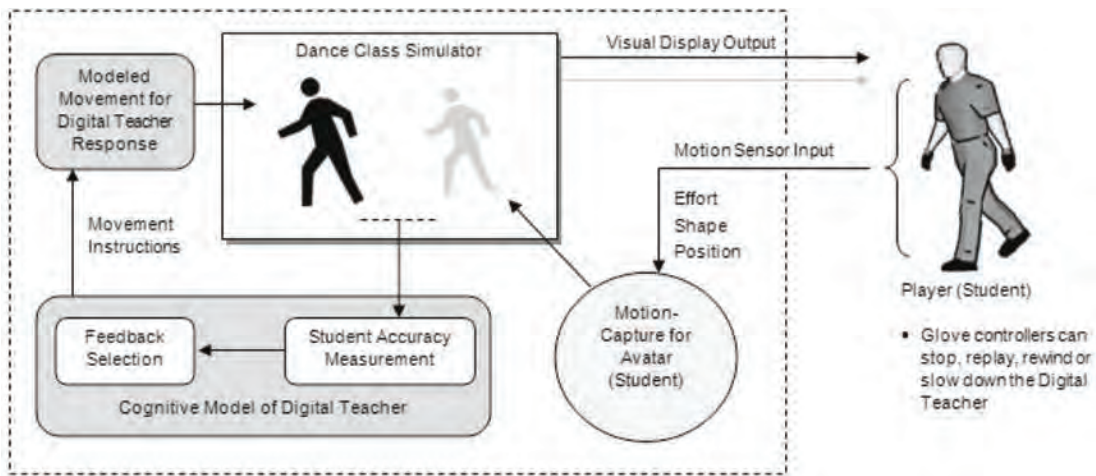 Dance Class Simulator
Visual Display Output
Modeled
Movement for
Digital Teacher
Response
Motion Sensor Input
Effort
Shape
Position
Movement
Instructions
Player (Student)
Feedback
Selection
Student Accuracy
Measurement
Cognitive Model of Digital Teacher
Motion-
Capture for
Avatar
(Student)
• Glove controllers can
stop, replay, rewind or
slow down the Digital
Teacher